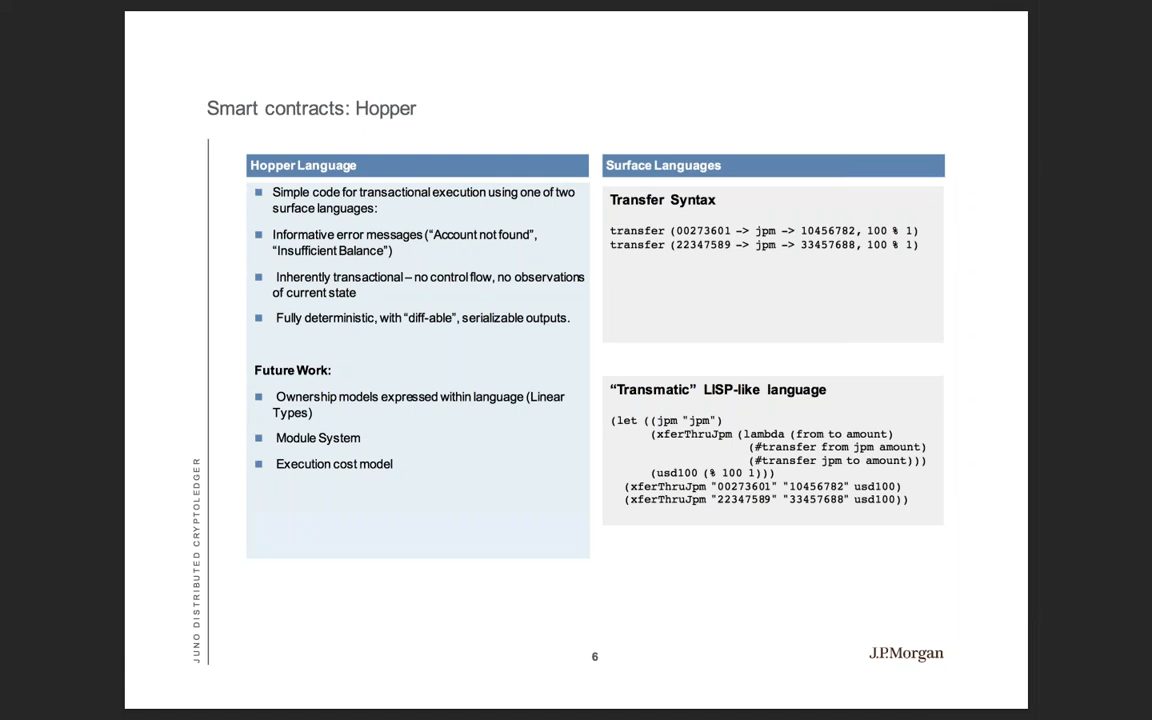 Smart contracts: Hopper
Hopper Language
Simple code for transactional execution using one of two
surface languages:
Informative error messages (“Account not found”,
“Insufficient Balance”)
Inherently transactional – no control flow, no observations
of current state
Fully deterministic, with “diff-able”, serializable outputs.
Future Work:
Ownership models expressed within language (Linear
Types)
Module System
Execution cost model
Surface Languages
Transfer Syntax
transfer (00273601 -> jpm -> 10456782, 100 % 1)
transfer (22347589 -> jpm -> 33457688, 100 % 1)
“Transmatic” LISP-like language
(let ((jpm "jpm")
(xferThruJpm (lambda (from to amount)
(#transfer from jpm amount)
(#transfer jpm to amount)))
(usd100 (% 100 1)))
(xferThruJpm "00273601" "10456782" usd100)
(xferThruJpm "22347589" "33457688" usd100))
JUNO DISTRIBUTED CRYPTOLEDGER
6
J.P.Morgan